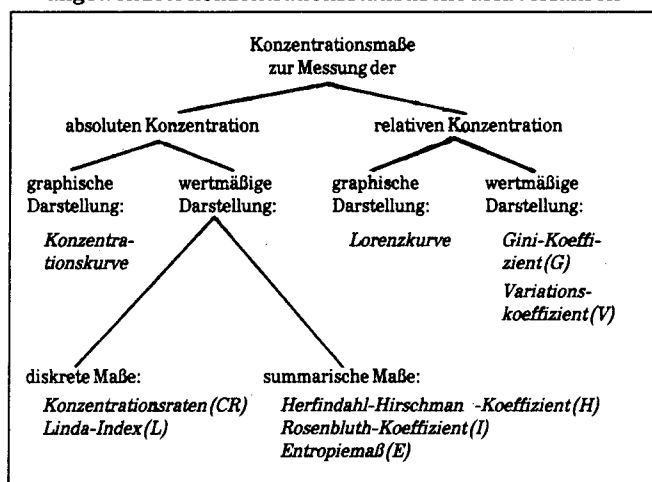 Konzentrationsmaße
zur Messung der
absoluten Konzentration
relativen Konzentration
graphische
Darstellung:
wertmäßige
Darstellung:
graphische
Darstellung:
wertmäßige
Darstellung:
Konzentra-
tionskurve
Lorenzkurve
Gini-Koeffi-
zient(G)
Variations-
koeffizient(V)
diskrete Maße:
summarische Maße:
Konzentrationsraten(CR)
Linda-Index(L)
Herfindahl-Hirschman -Koeffizient(H)
Rosenbluth-Koeffizient(I)
Entropiemaß(E)